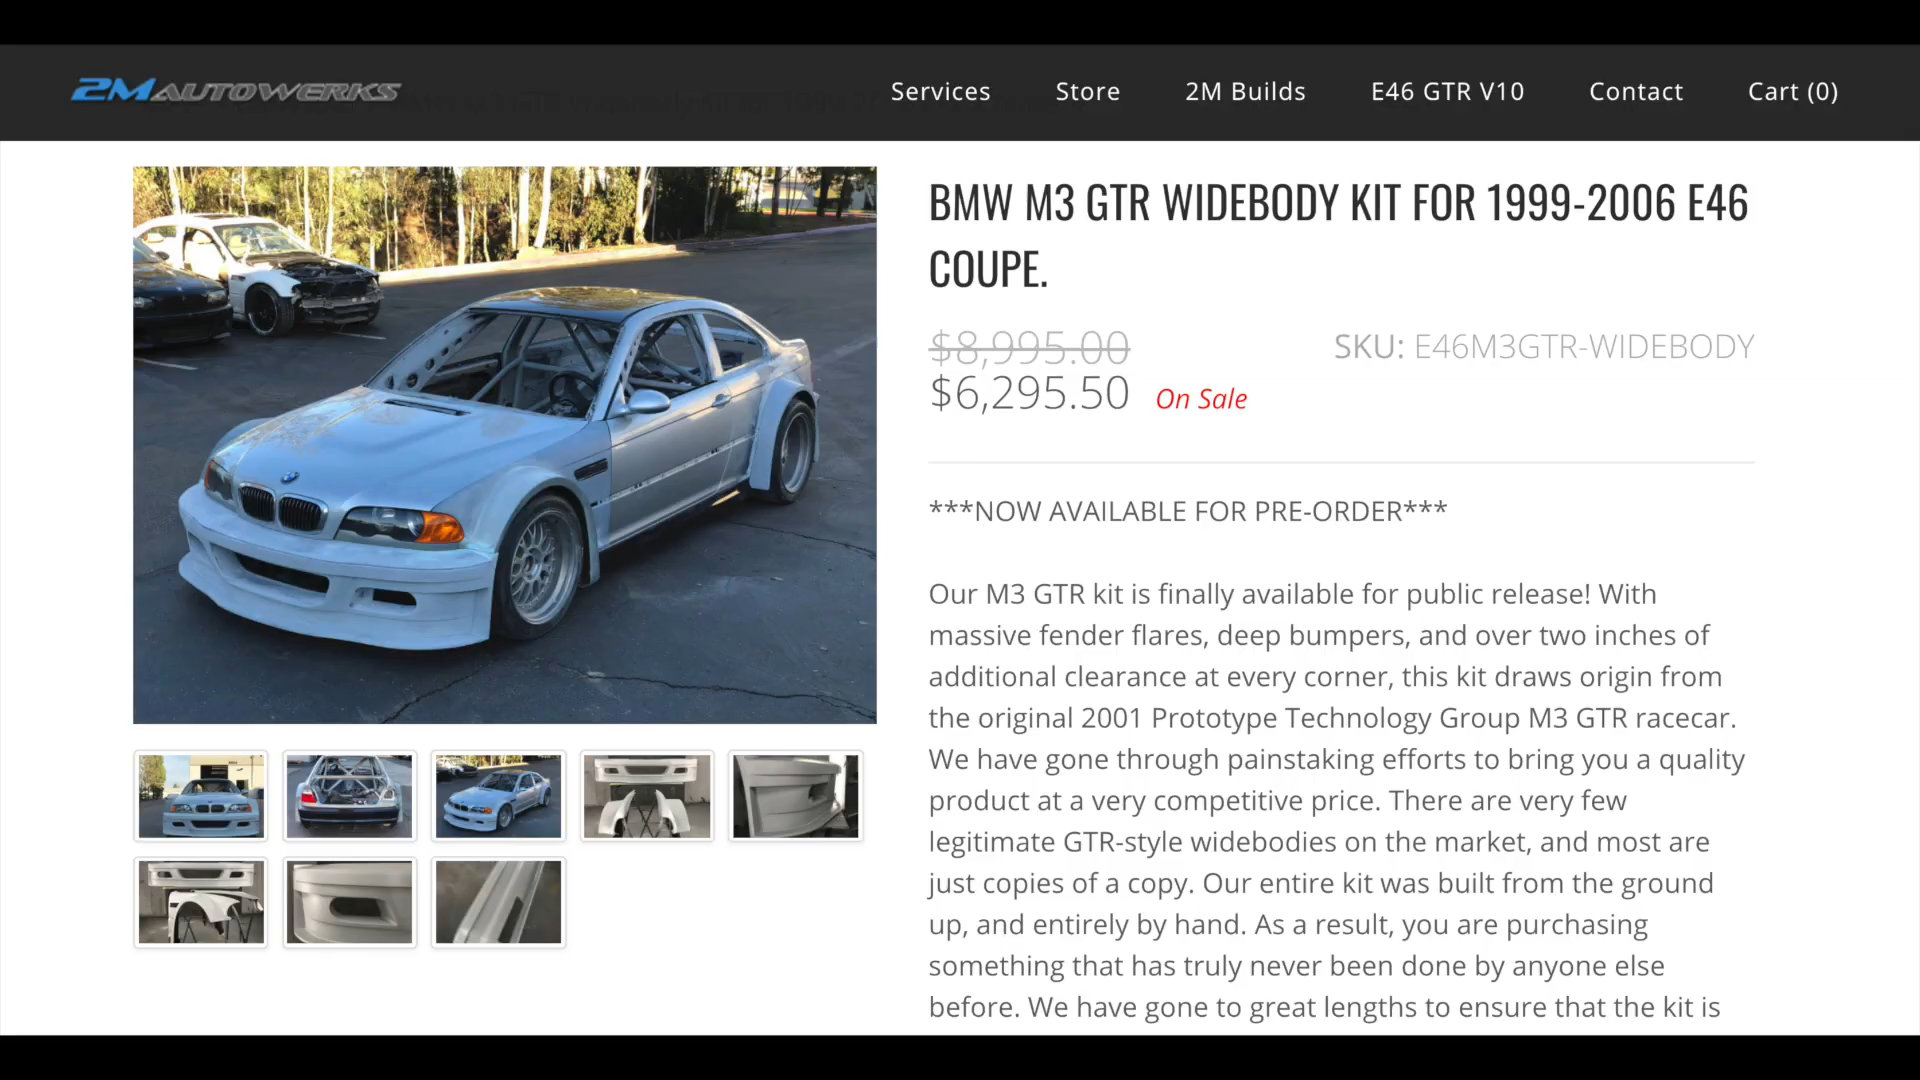 2MAUTOWERKS
Services
Store
2M Builds
E46 GTR V10
Contact
Cart (0)
BMW M3 GTR WIDEBODY KIT FOR 1999-2006 E46
COUPE.
$8,995.00
$6,295.50 On Sale
SKU: E46M3GTR-WIDEBODY
***NOW AVAILABLE FOR PRE-ORDER***
Our M3 GTR kit is finally available for public release! With
massive fender flares, deep bumpers, and over two inches of
additional clearance at every corner, this kit draws origin from
the original 2001 Prototype Technology Group M3 GTR racecar.
We have gone through painstaking efforts to bring you a quality
product at a very competitive price. There are very few
legitimate GTR-style widebodies on the market, and most are
just copies of a copy. Our entire kit was built from the ground
up, and entirely by hand. As a result, you are purchasing
something that has truly never been done by anyone else
before. We have gone to great lengths to ensure that the kit is